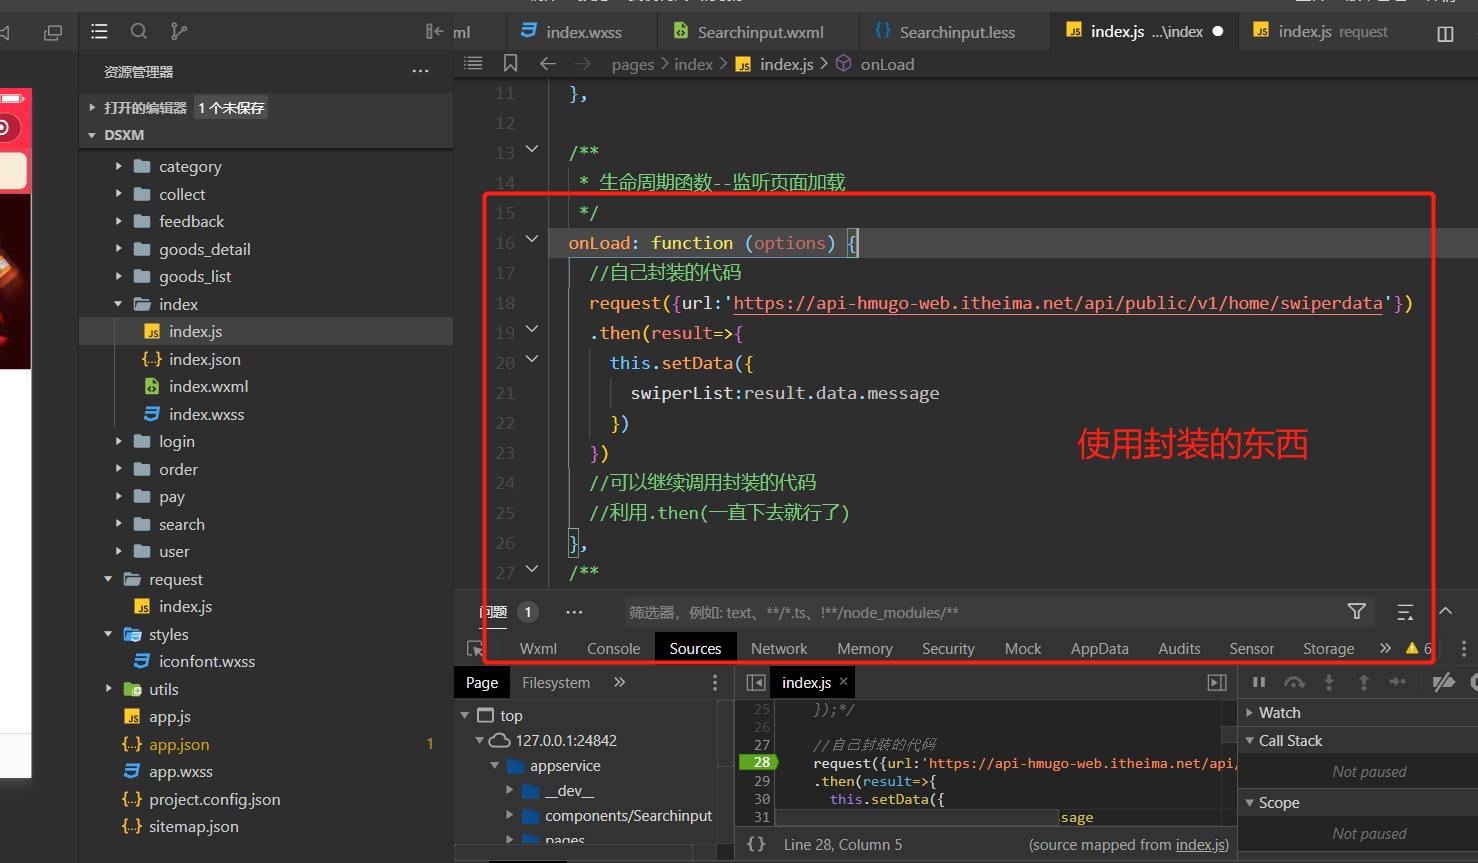 ml
index.wxss
Searchinput.wxml
Searchinput.less
index.js ...\index
index.js request
资源管理器
pages
index
index.js
onLoad
打开的编辑器
1 个未保存
DSXM
category
collect
feedback
goods_detail
goods_list
index
index.js
index.json
index.wxml
index.wxss
login
order
pay
search
user
request
index.js
styles
iconfont.wxss
utils
app.js
app.json 1
app.wxss
project.config.json
sitemap.json
11 },
12
13 /**
14 * 生命周期函数--监听页面加载
15 */
16 onLoad: function (options) {
17 //自己封装的代码
18 request({url:'https://api-hmugo-web.itheima.net/api/public/v1/home/swiperdata'})
19 .then(result=>{
20 this.setData({
21 swiperList:result.data.message
22 })
23 })
24 //可以继续调用封装的代码
25 //利用.then(一直下去就行了)
26 },
27 /**
使用封装的东西
问题 1 ...
筛选器，例如: text、**/*.ts、!**/node_modules/**
Wxml Console Sources Network Memory Security Mock AppData Audits Sensor Storage 6
Page Filesystem
index.js
top
127.0.0.1:24842
appservice
__dev__
components/Searchinput
pages
25 });*/
26
27 //自己封装的代码
28 request({url:'https://api-hmugo-web.itheima.net/api/
29 .then(result=>{
30 this.setData({
31 sage
{} Line 28, Column 5 (source mapped from index.js)
Watch
Call Stack
Not paused
Scope
Not paused